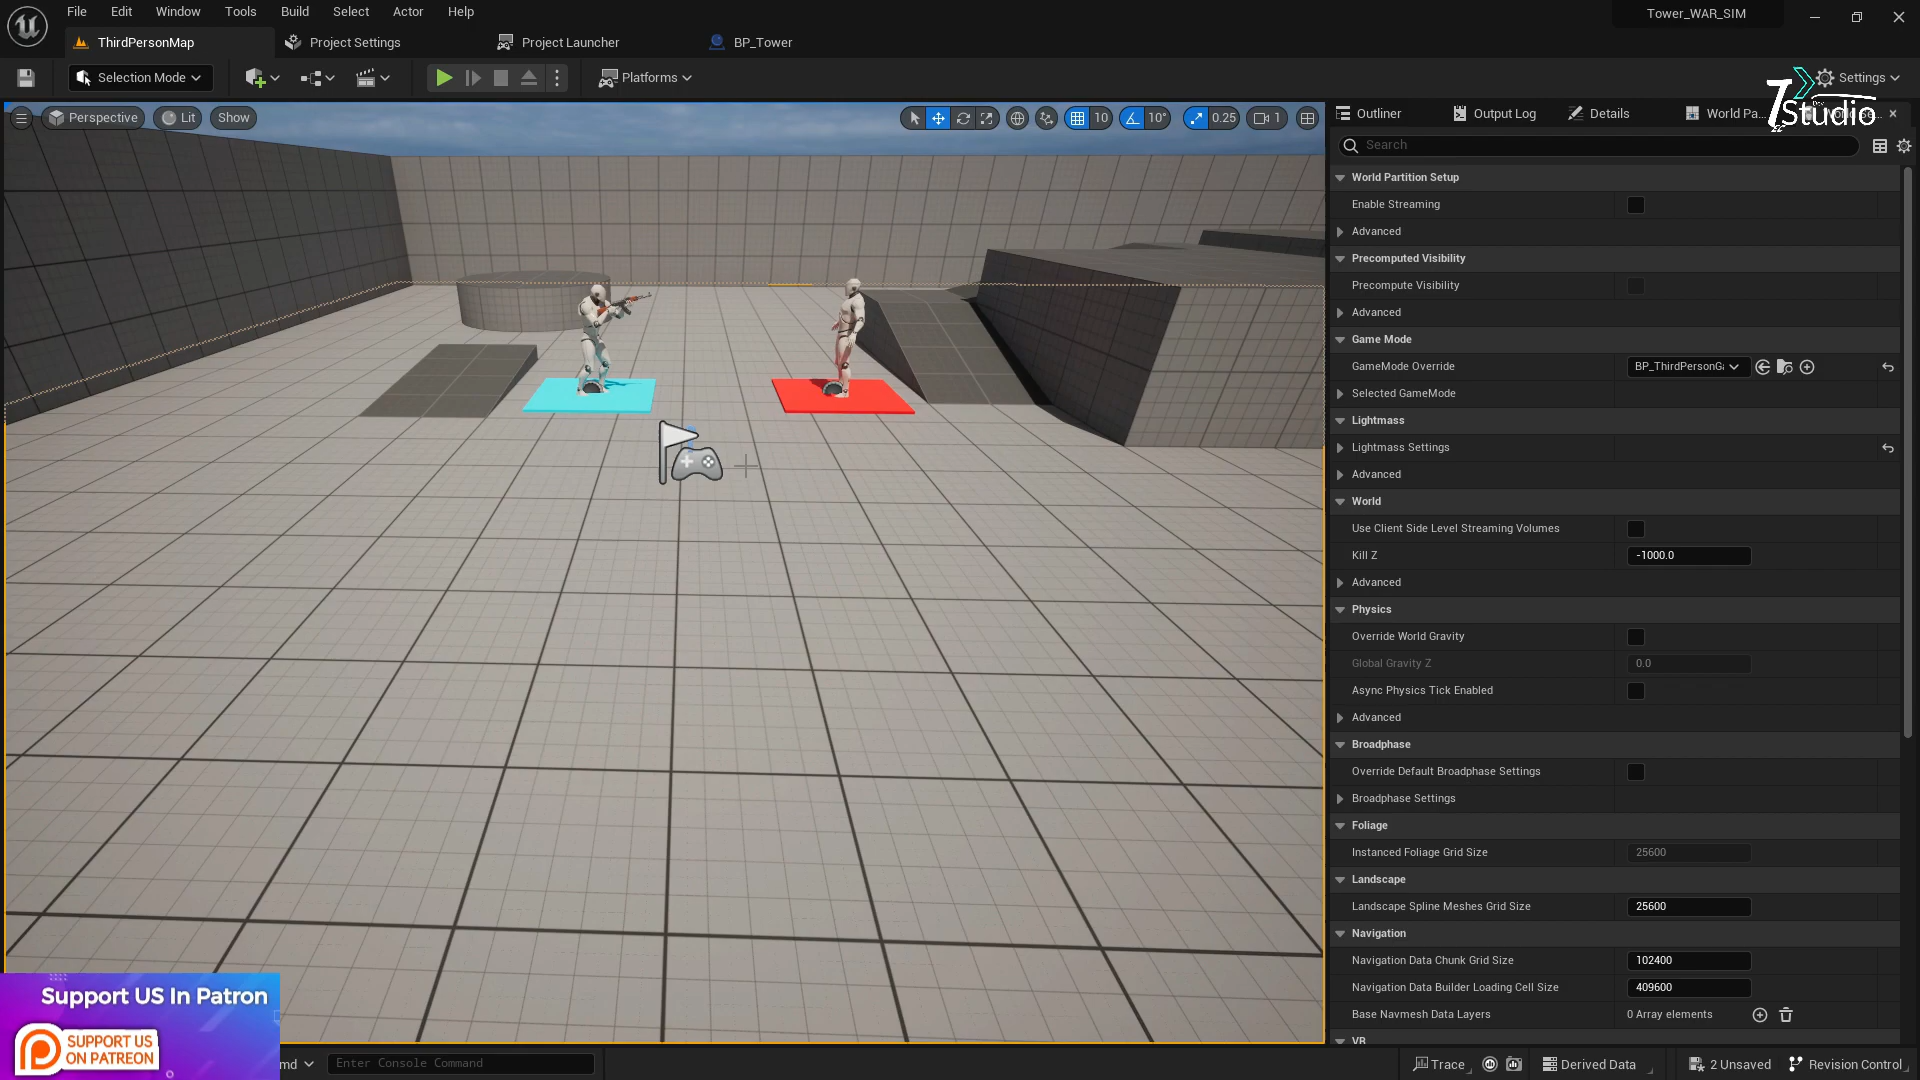 File Edit Window Tools Build Select Actor Help
Tower_WAR_SIM
ThirdPersonMap
Project Settings
Project Launcher
BP_Tower
Selection Mode
Platforms
Settings
7 Dev Studio
Perspective
Lit
Show
10
10°
0.25
1
Outliner
Output Log
Details
World Pa...
Search
World Partition Setup
Enable Streaming
Advanced
Precomputed Visibility
Precompute Visibility
Advanced
Game Mode
GameMode Override
BP_ThirdPersonGa
Selected GameMode
Lightmass
Lightmass Settings
Advanced
World
Use Client Side Level Streaming Volumes
Kill Z
-1000.0
Advanced
Physics
Override World Gravity
Global Gravity Z
0.0
Async Physics Tick Enabled
Advanced
Broadphase
Override Default Broadphase Settings
Broadphase Settings
Foliage
Instanced Foliage Grid Size
25600
Landscape
Landscape Spline Meshes Grid Size
25600
Navigation
Navigation Data Chunk Grid Size
102400
Navigation Data Builder Loading Cell Size
409600
Base Navmesh Data Layers
0 Array elements
VR
Support US In Patron
SUPPORT US
ON PATREON
md
Enter Console Command
Trace
Derived Data
2 Unsaved
Revision Control